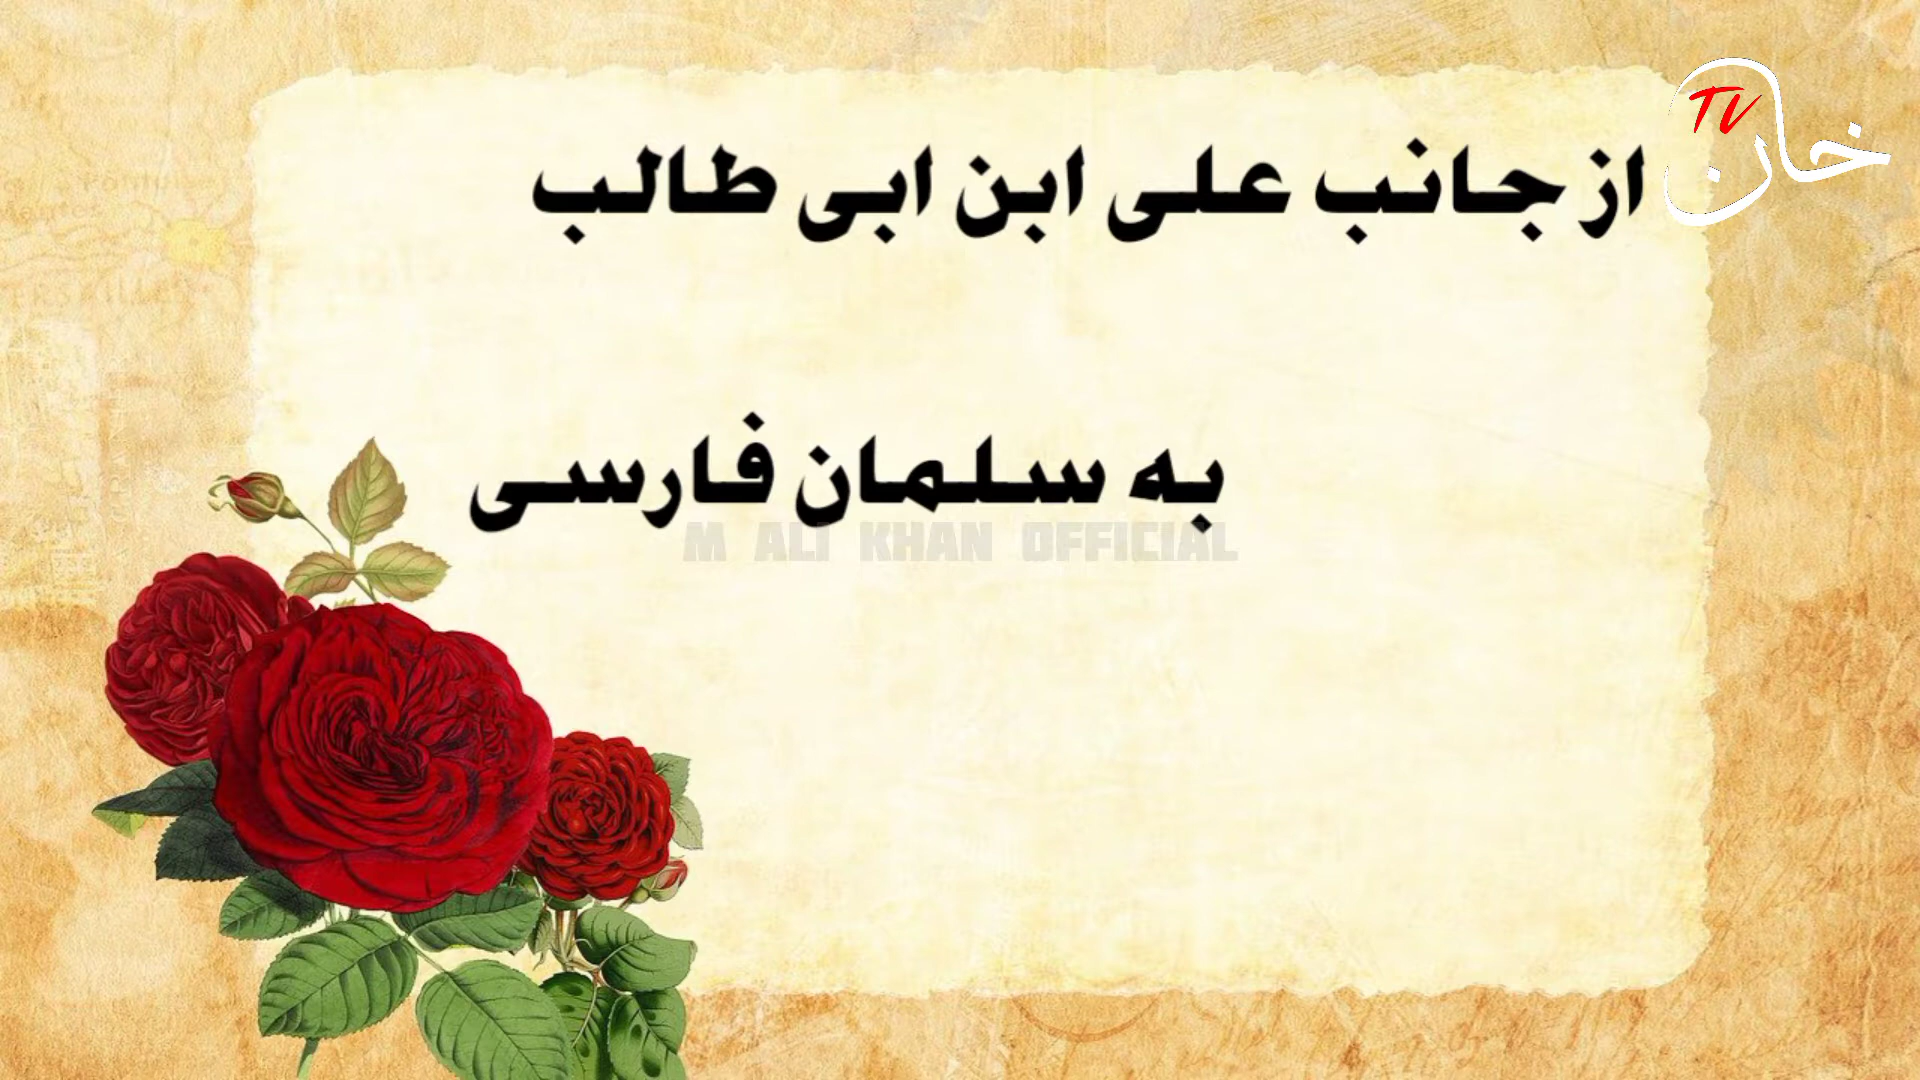 TV
خان
از جانب علی ابن ابی طالب
به سلمان فارسی
M ALI KHAN OFFICIAL